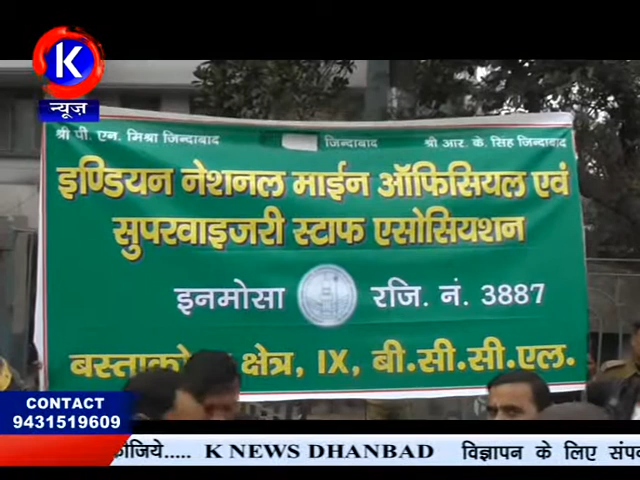 K
न्यूज़
श्री पी. एन. मिश्रा जिन्दाबाद जिन्दाबाद श्री आर. के. सिंह जिन्दाबाद
इण्डियन नेशनल माईन ऑफिसियल एवं
सुपरवाइजरी स्टाफ एसोसियेशन
इनमोसा रजि. नं. 3887
क्षेत्र, IX, बी.सी.सी.एल.
CONTACT
9431519609
K NEWS DHANBAD विज्ञापन के लिए